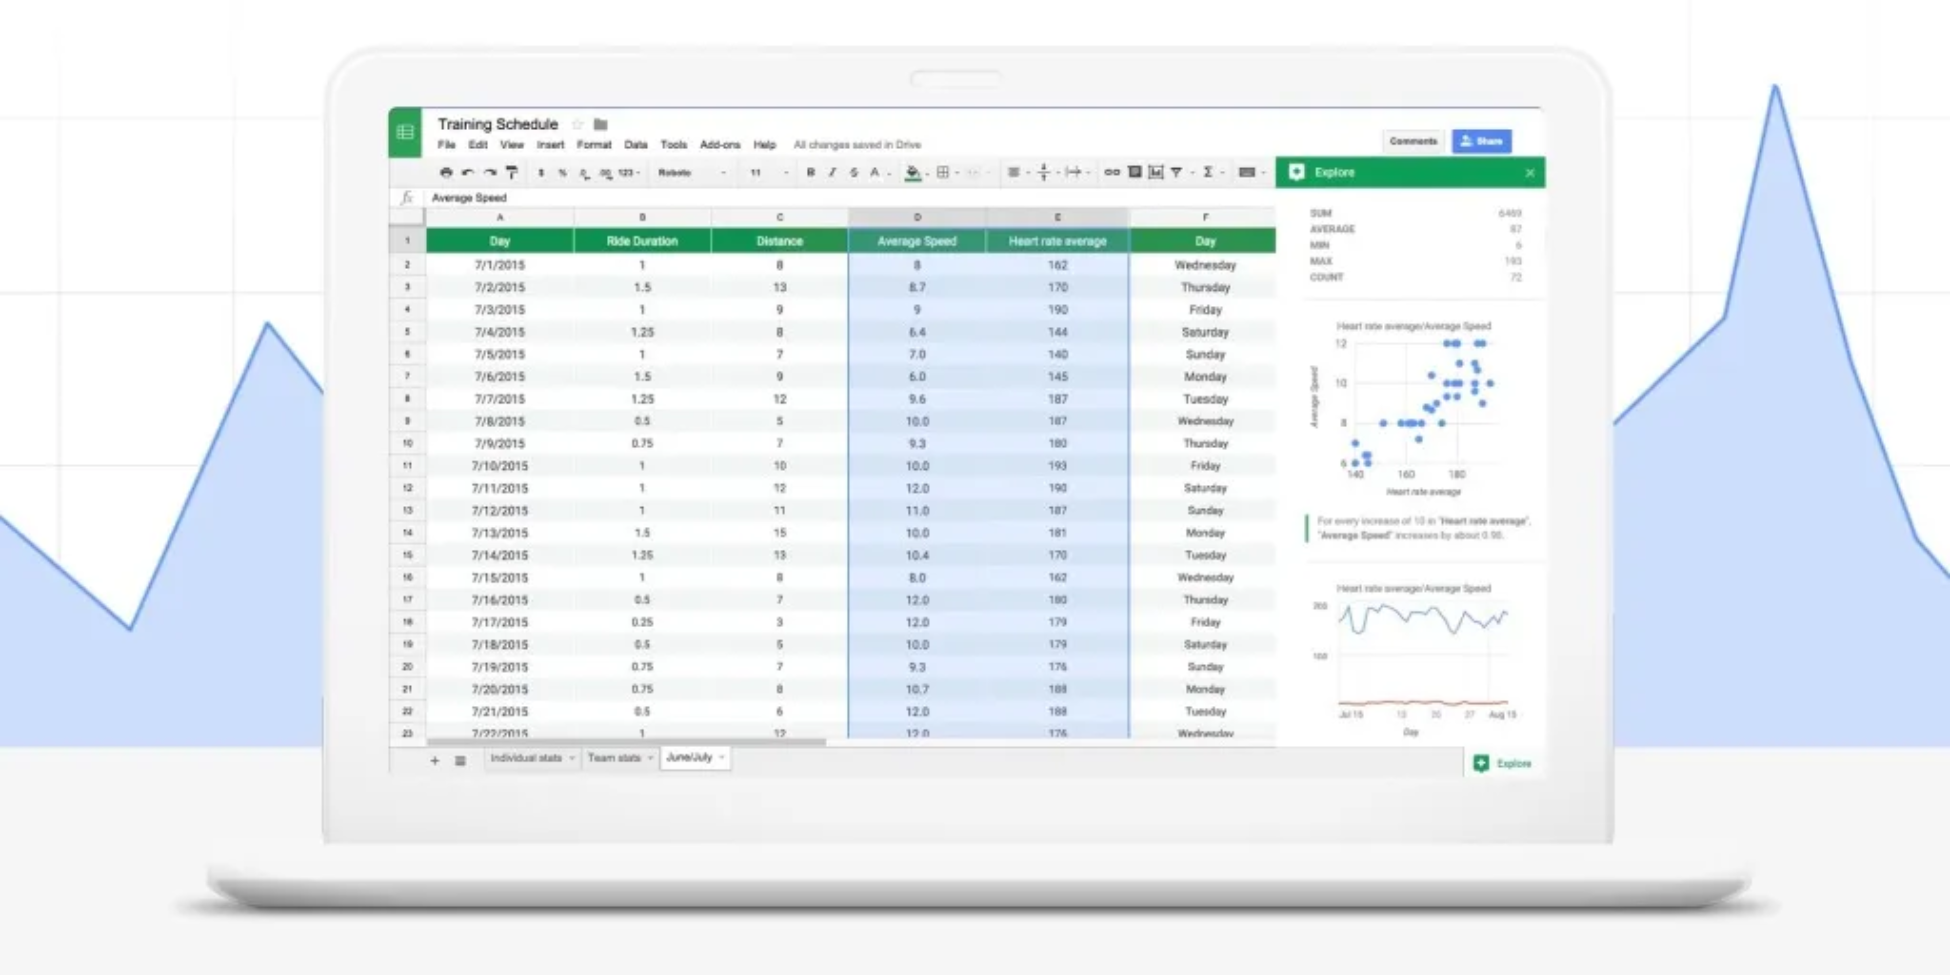 Training Schedule
File Edit View Insert Format Data Tools Add-ons Help All changes saved in Drive
Comments Share
$ % .0 .00 123 Roboto 11 B I S A
Explore
fx Average Speed
A B C D E F
1 Day Ride Duration Distance Average Speed Heart rate average Day
2 7/1/2015 1 8 8 162 Wednesday
3 7/2/2015 1.5 13 8.7 170 Thursday
4 7/3/2015 1 9 9 190 Friday
5 7/4/2015 1.25 8 6.4 144 Saturday
6 7/5/2015 1 7 7.0 140 Sunday
7 7/6/2015 1.5 9 6.0 145 Monday
8 7/7/2015 1.25 12 9.6 187 Tuesday
9 7/8/2015 0.5 5 10.0 187 Wednesday
10 7/9/2015 0.75 7 9.3 180 Thursday
11 7/10/2015 1 10 10.0 193 Friday
12 7/11/2015 1 12 12.0 190 Saturday
13 7/12/2015 1 11 11.0 187 Sunday
14 7/13/2015 1.5 15 10.0 181 Monday
15 7/14/2015 1.25 13 10.4 170 Tuesday
16 7/15/2015 1 8 8.0 162 Wednesday
17 7/16/2015 0.5 7 12.0 180 Thursday
18 7/17/2015 0.25 3 12.0 179 Friday
19 7/18/2015 0.5 5 10.0 179 Saturday
20 7/19/2015 0.75 7 9.3 176 Sunday
21 7/20/2015 0.75 8 10.7 188 Monday
22 7/21/2015 0.5 6 12.0 188 Tuesday
23 7/22/2015 1 12 12.0 176 Wednesday
Individual stats Team stats June/July
SUM 6469
AVERAGE 87
MIN 6
MAX 193
COUNT 72
Heart rate average/Average Speed
12
10
8
6
Average Speed
140 160 180
Heart rate average
For every increase of 10 in "Heart rate average",
"Average Speed" increases by about 0.98.
Heart rate average/Average Speed
200
100
Jul 15 13 20 27 Aug 15
Day
Explore